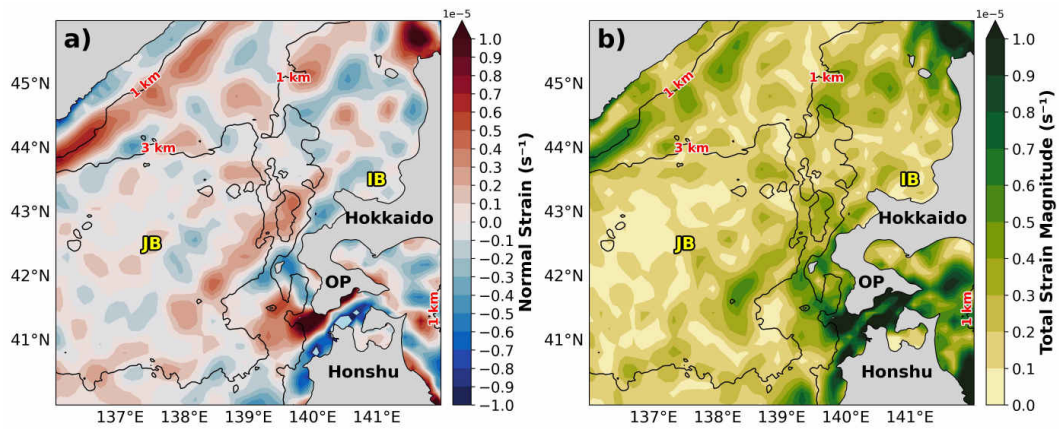 a)
1e−5
1 km
1 km
3 km
IB
Hokkaido
JB
OP
1 km
Honshu
45°N
44°N
43°N
42°N
41°N
137°E 138°E 139°E 140°E 141°E
1.0
0.9
0.8
0.7
0.6
0.5
0.4
0.3
0.2
0.1
0.0
−0.1
−0.2
−0.3
−0.4
−0.5
−0.6
−0.7
−0.8
−0.9
−1.0
Normal Strain (s⁻¹)
b)
1e−5
1 km
1 km
3 km
IB
Hokkaido
JB
OP
1 km
Honshu
45°N
44°N
43°N
42°N
41°N
137°E 138°E 139°E 140°E 141°E
1.0
0.9
0.8
0.7
0.6
0.5
0.4
0.3
0.2
0.1
0.0
Total Strain Magnitude (s⁻¹)